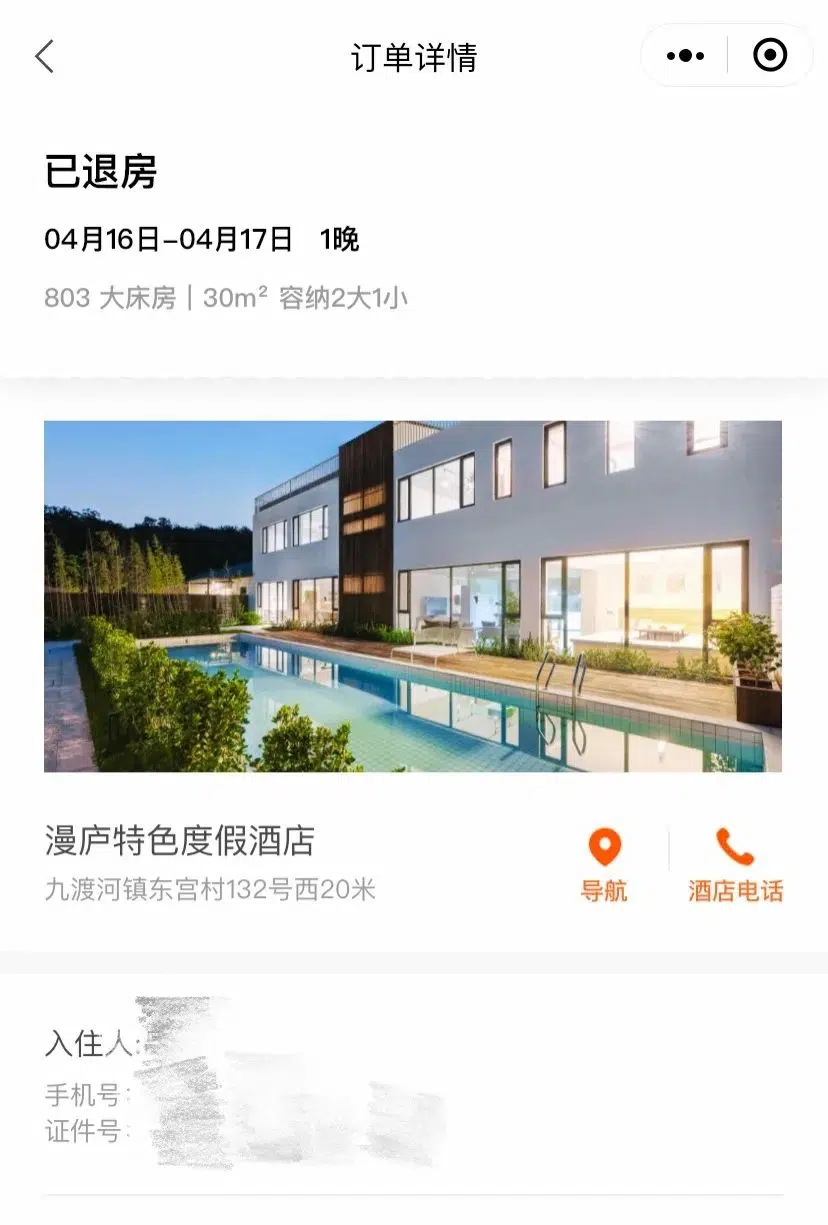 订单详情
已退房
04月16日-04月17日 1晚
803 大床房 | 30m² 容纳2大1小
漫庐特色度假酒店
九渡河镇东宫村132号西20米
导航
酒店电话
入住人:
手机号:
证件号: